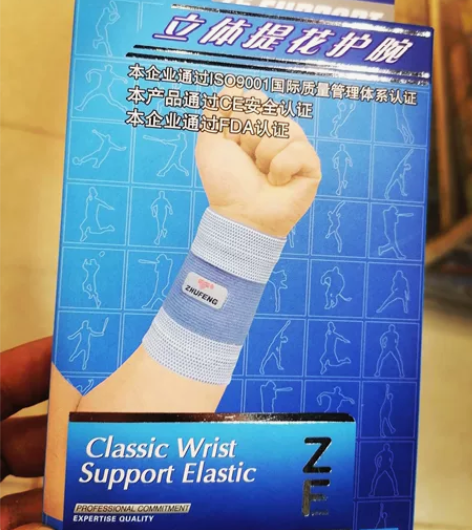 SUPPORT
立体提花护腕
本企业通过ISO9001国际质量管理体系认证
本产品通过CE安全认证
本企业通过FDA认证
ZHUFENG
Classic Wrist
Support Elastic
PROFESSIONAL COMMITMENT
EXPERTISE QUALITY
Z
F